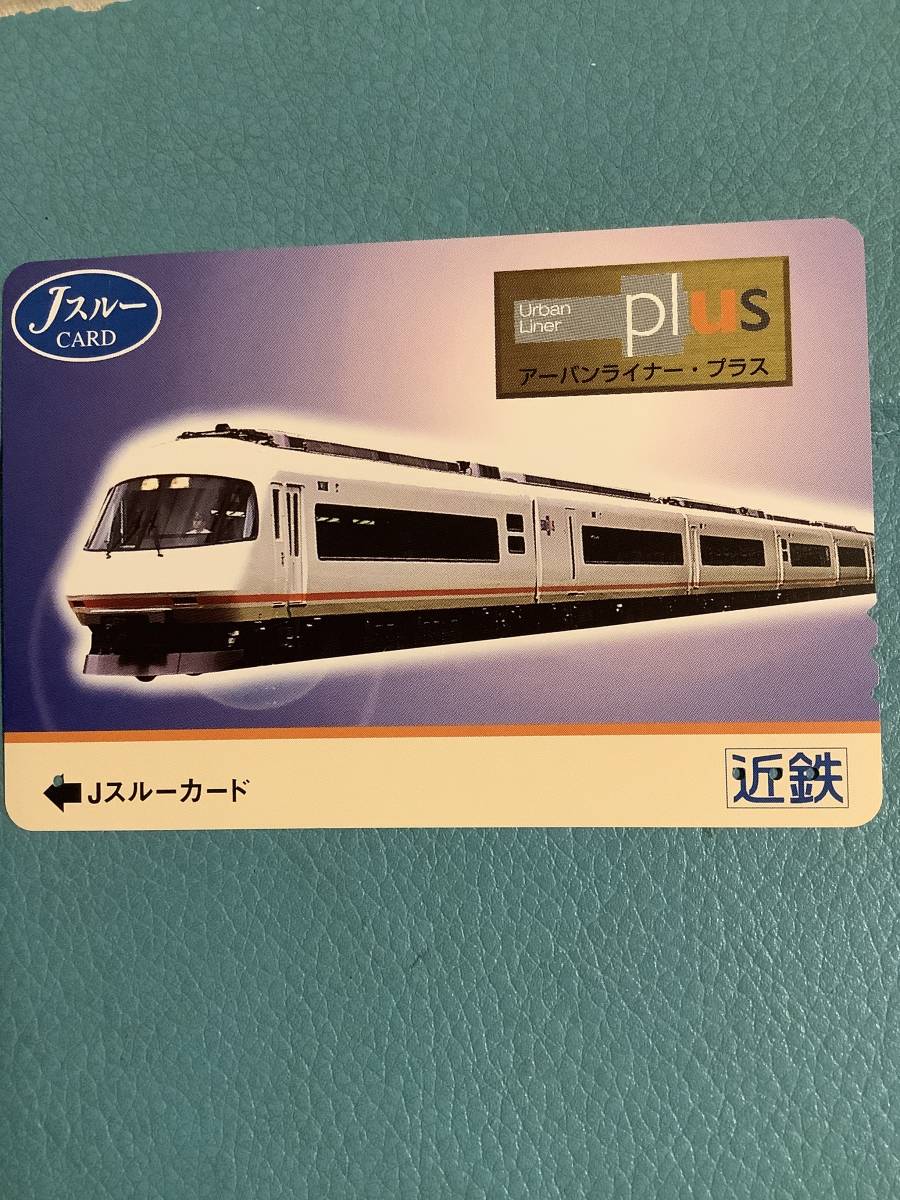 Jスルー
CARD
Urban
Liner
plus
アーバンライナー・プラス
Jスルーカード
近鉄